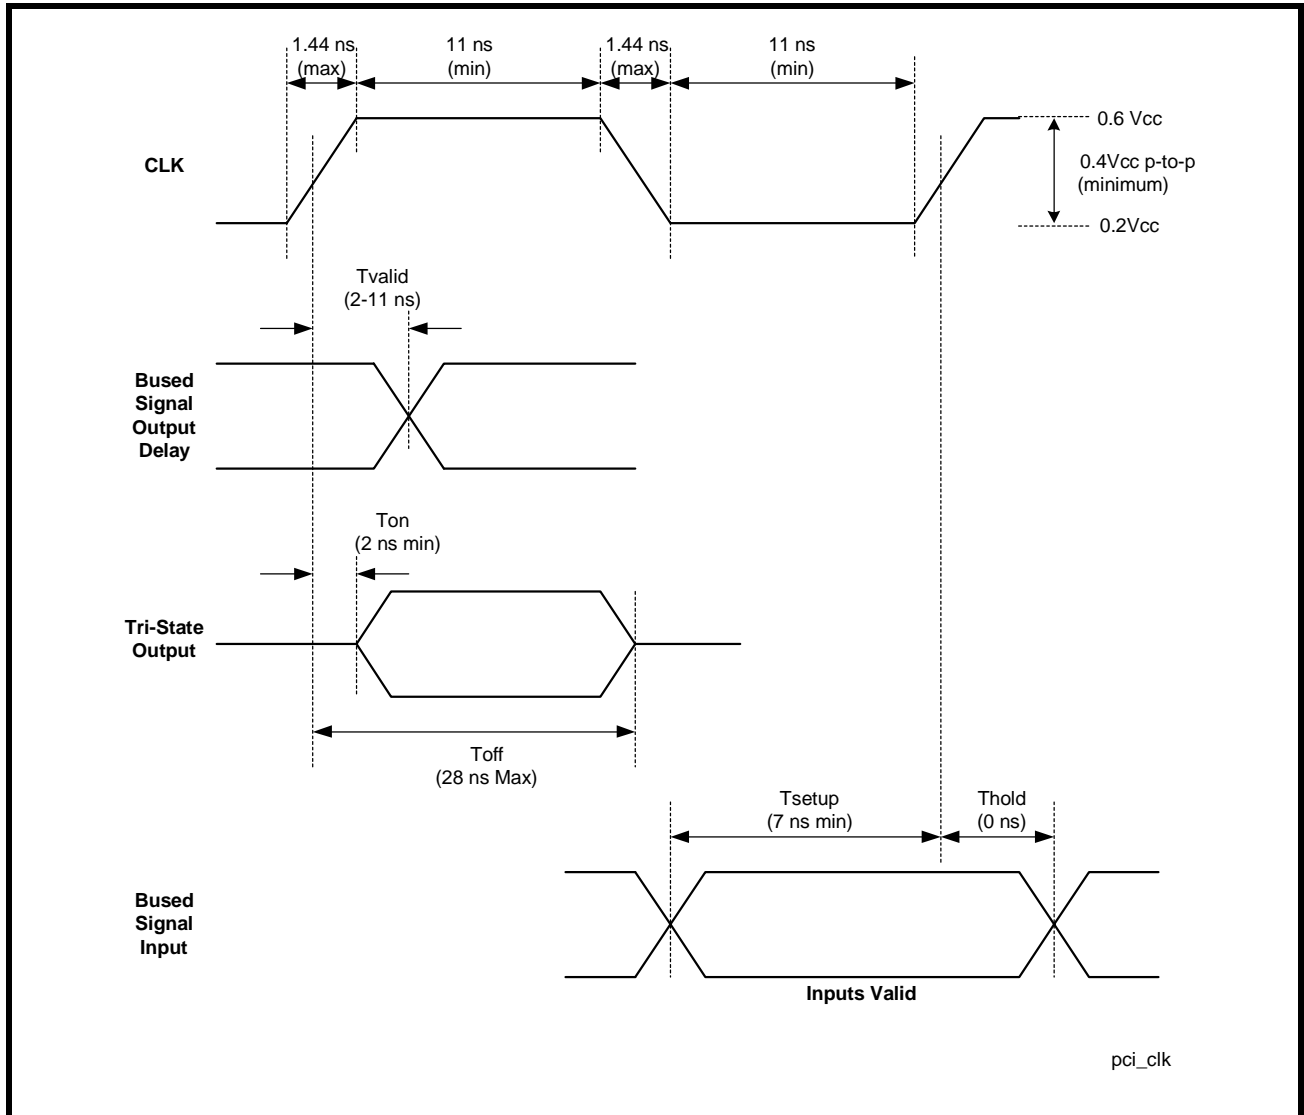 1.44 ns
(max)
11 ns
(min)
1.44 ns
(max)
11 ns
(min)
CLK
0.6 Vcc
0.4Vcc p-to-p
(minimum)
0.2Vcc
Tvalid
(2-11 ns)
Bused
Signal
Output
Delay
Ton
(2 ns min)
Tri-State
Output
Toff
(28 ns Max)
Tsetup
(7 ns min)
Thold
(0 ns)
Bused
Signal
Input
Inputs Valid
pci_clk